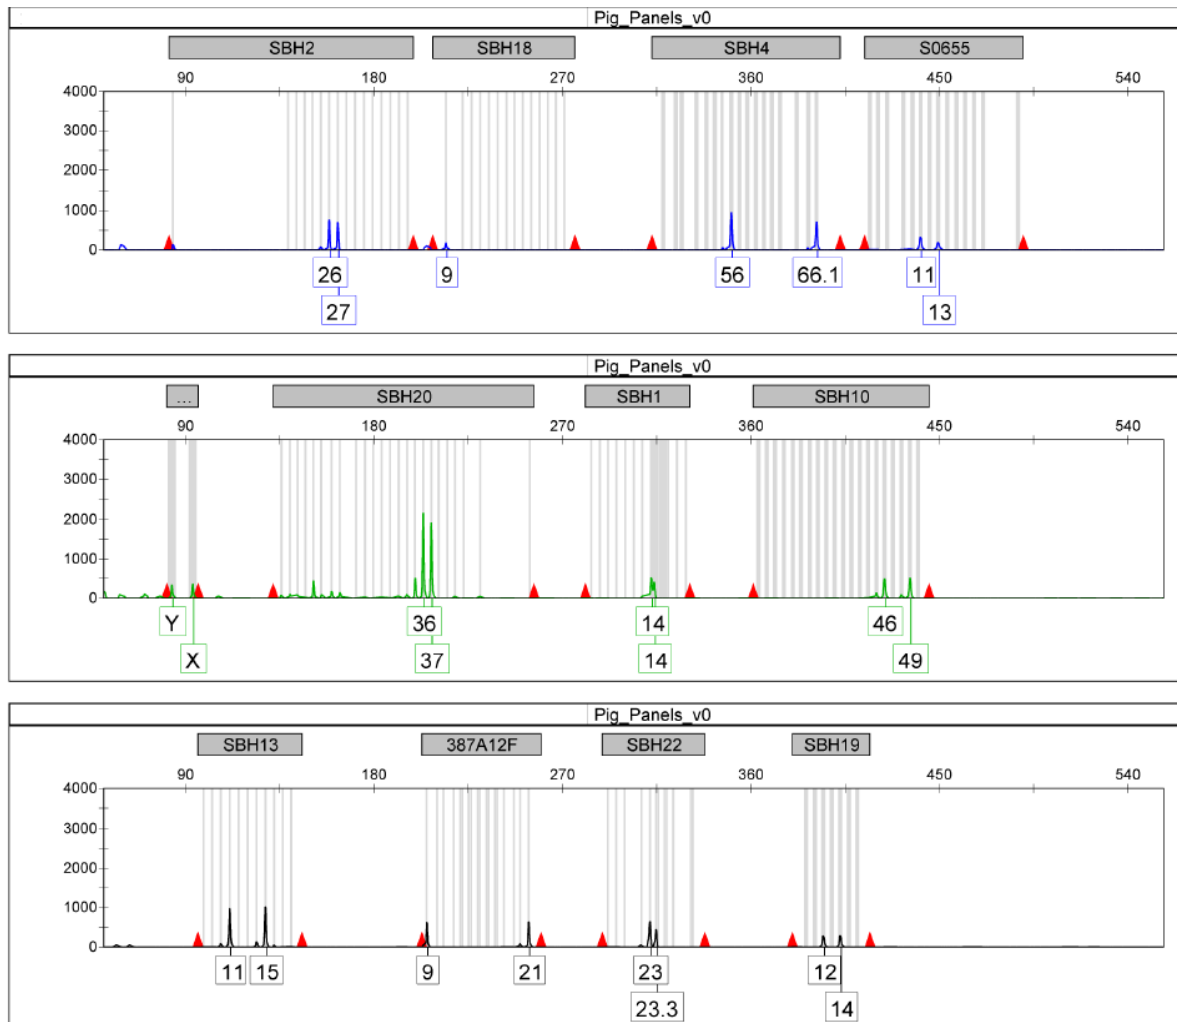 Pig_Panels_v0
SBH2 SBH18 SBH4 S0655
90 180 270 360 450 540
4000
3000
2000
1000
0
26 9 56 66.1 11
27 13
Pig_Panels_v0
... SBH20 SBH1 SBH10
90 180 270 360 450 540
4000
3000
2000
1000
0
Y 36 14 46
X 37 14 49
Pig_Panels_v0
SBH13 387A12F SBH22 SBH19
90 180 270 360 450 540
4000
3000
2000
1000
0
11 15 9 21 23 12
23.3 14